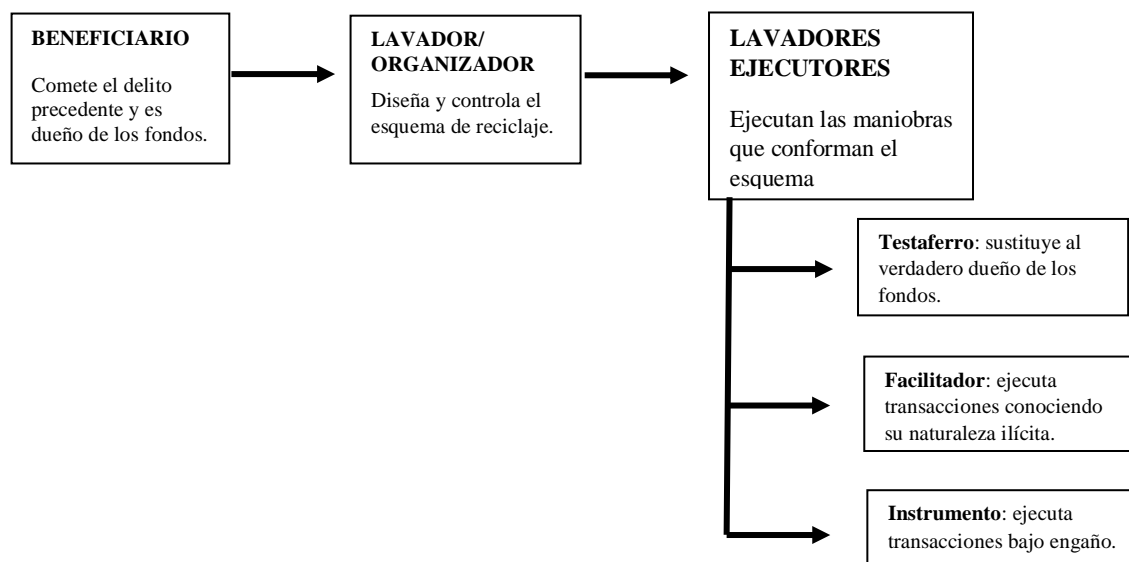 BENEFICIARIO
Comete el delito
precedente y es
dueño de los fondos.
LAVADOR/
ORGANIZADOR
Diseña y controla el
esquema de reciclaje.
LAVADORES
EJECUTORES
Ejecutan las maniobras
que conforman el
esquema
Testaferro: sustituye al
verdadero dueño de los
fondos.
Facilitador: ejecuta
transacciones conociendo
su naturaleza ilícita.
Instrumento: ejecuta
transacciones bajo engaño.